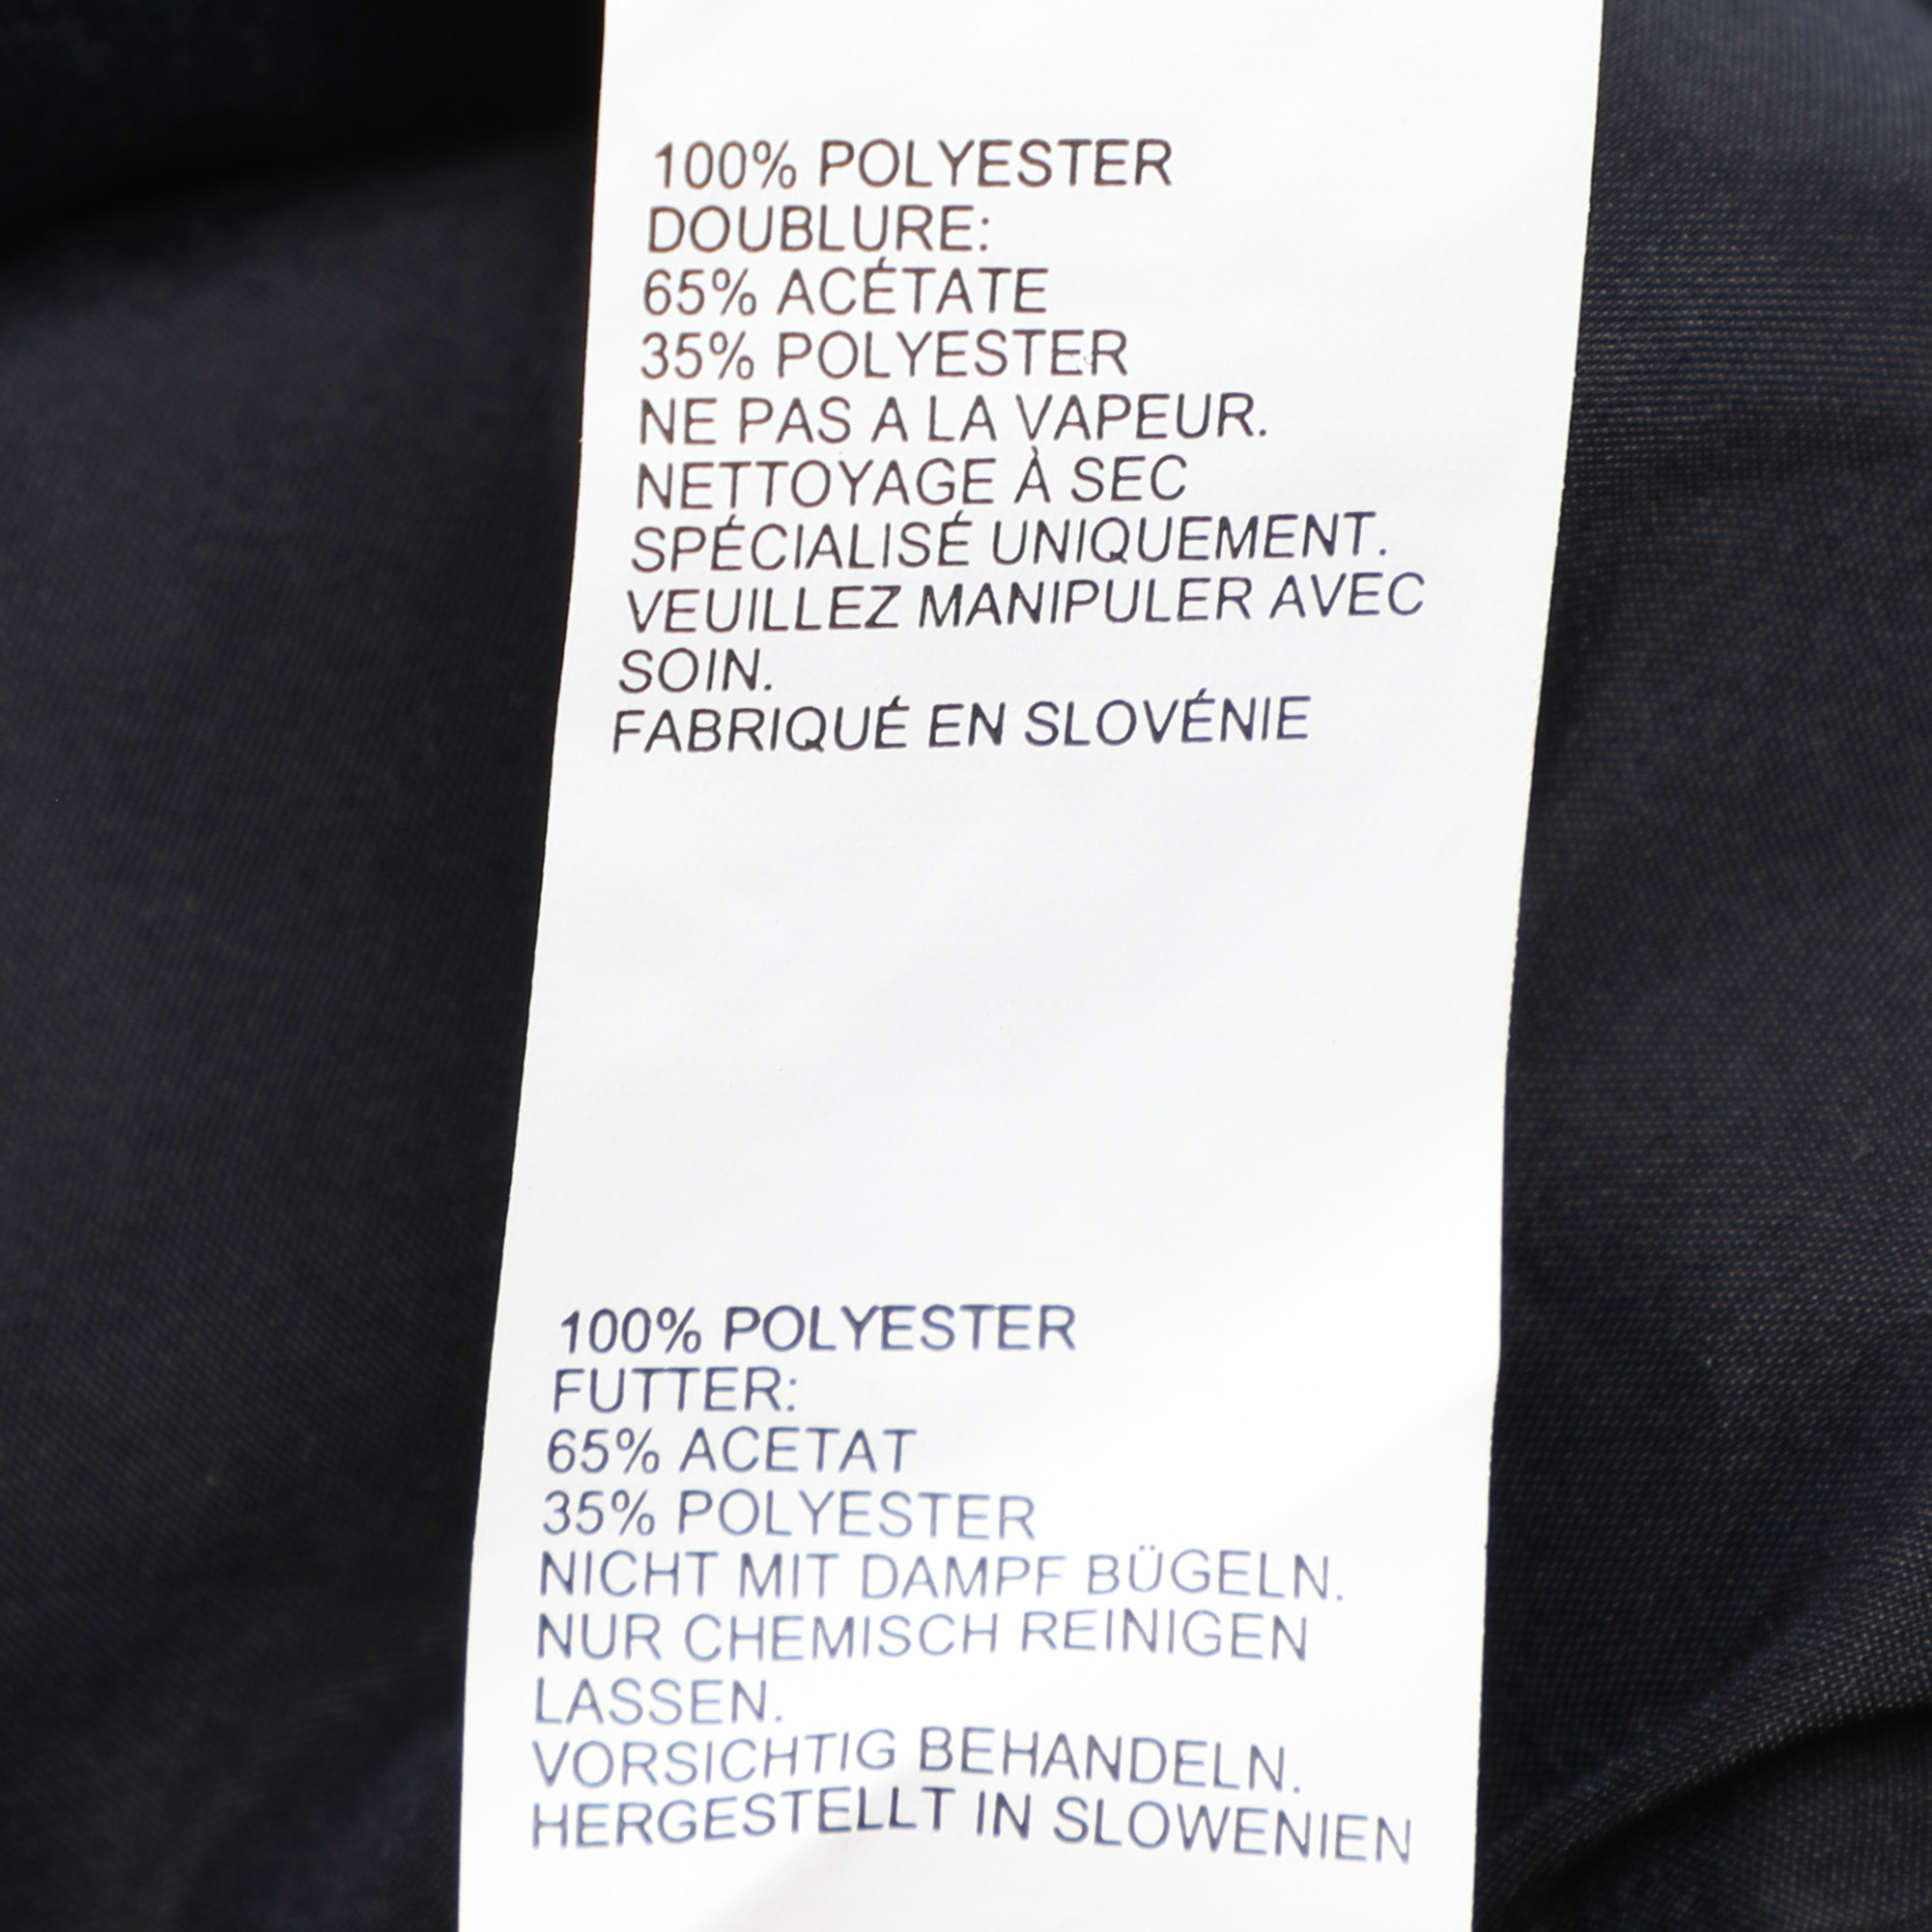 100% POLYESTER
DOUBLURE:
65% ACÉTATE
35% POLYESTER
NE PAS A LA VAPEUR.
NETTOYAGE À SEC
SPÉCIALISÉ UNIQUEMENT.
VEUILLEZ MANIPULER AVEC
SOIN.
FABRIQUÉ EN SLOVÉNIE
100% POLYESTER
FUTTER:
65% ACETAT
35% POLYESTER
NICHT MIT DAMPF BÜGELN.
NUR CHEMISCH REINIGEN
LASSEN.
VORSICHTIG BEHANDELN.
HERGESTELLT IN SLOWENIEN